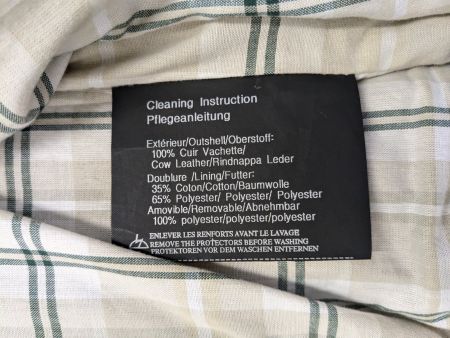 Cleaning Instruction
Pflegeanleitung
Extérieur/Outshell/Oberstoff:
100% Cuir Vachette/
Cow Leather/Rindnappa Leder
Doublure /Lining/Futter:
35% Coton/Cotton/Baumwolle
65% Polyester/ Polyester/ Polyester
Amovible/Removable/Abnehmbar
100% polyester/polyester/polyester
ENLEVER LES RENFORTS AVANT LE LAVAGE
REMOVE THE PROTECTORS BEFORE WASHING
PROTEKTOREN VOR DEM WASCHEN ENTFERNEN